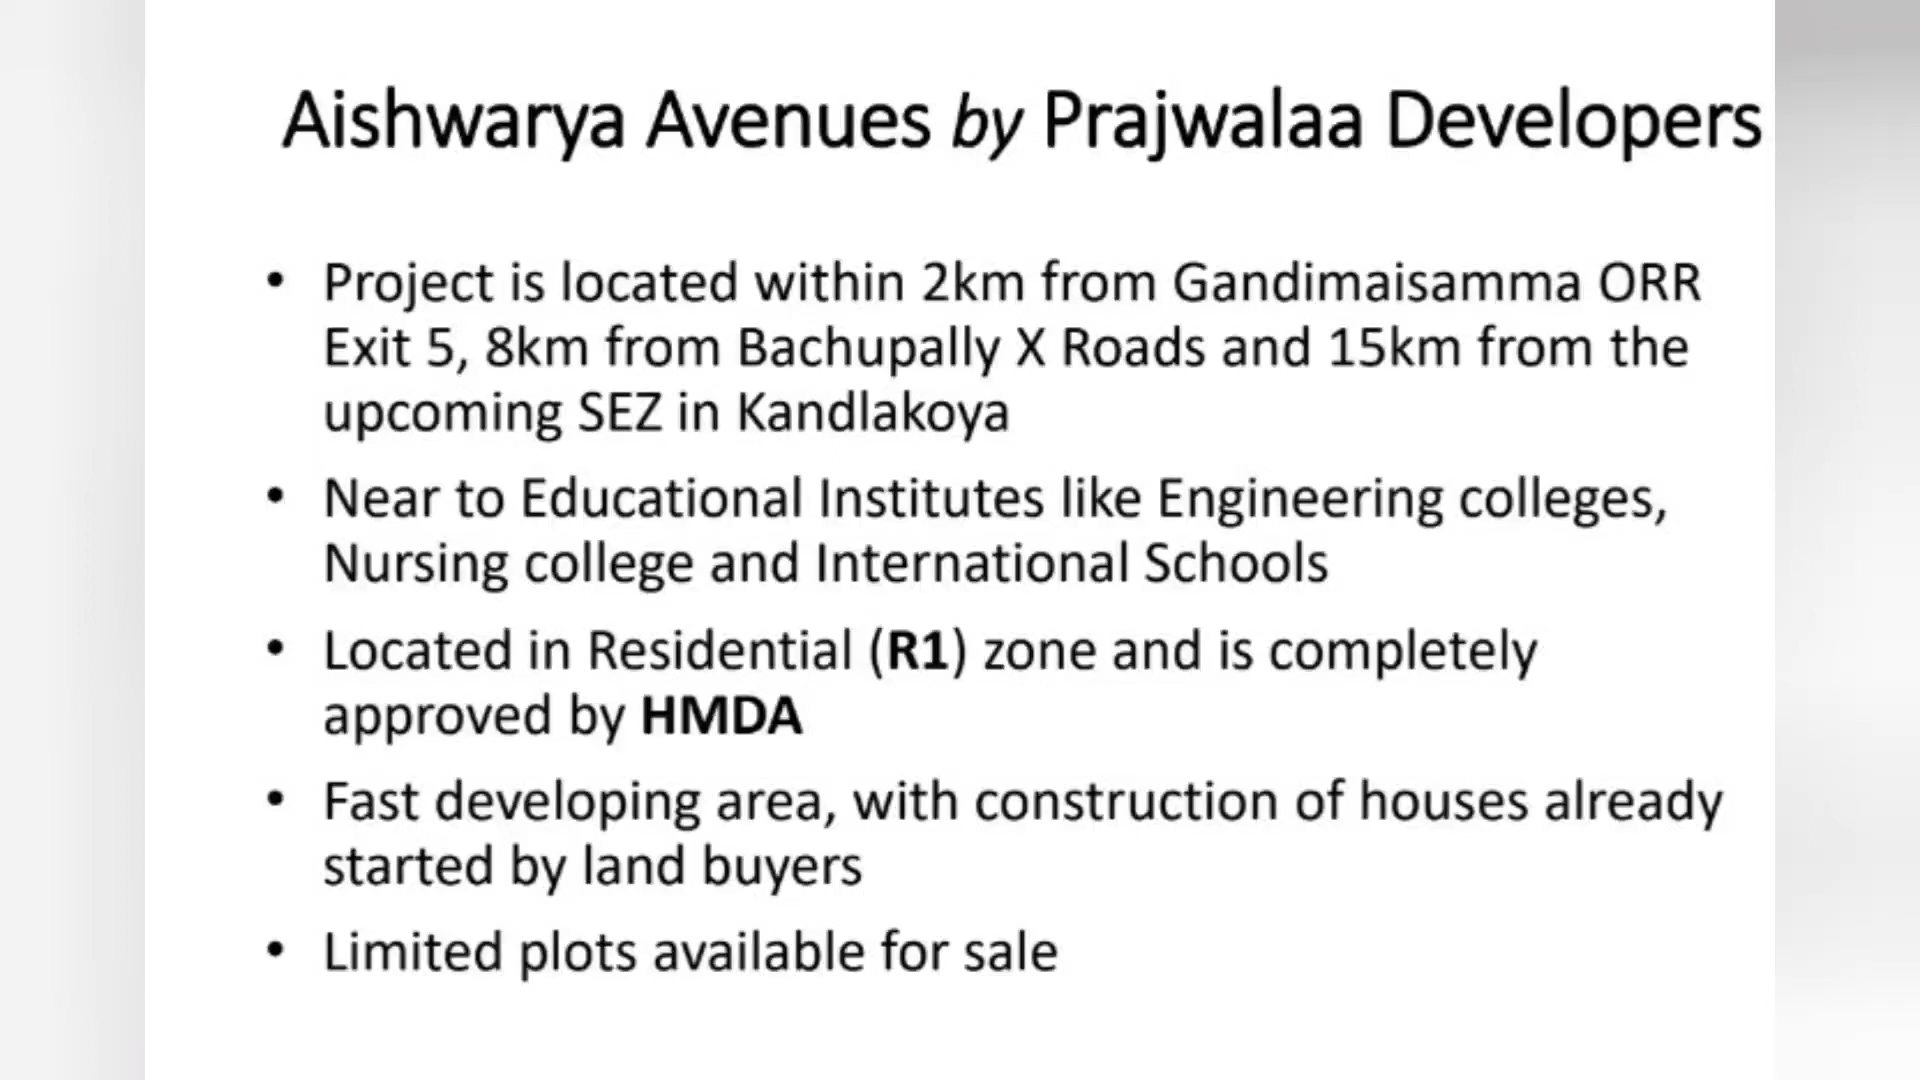 Aishwarya Avenues by Prajwalaa Developers
• Project is located within 2km from Gandimaisamma ORR
Exit 5, 8km from Bachupally X Roads and 15km from the
upcoming SEZ in Kandlakoya
• Near to Educational Institutes like Engineering colleges,
Nursing college and International Schools
• Located in Residential (R1) zone and is completely
approved by HMDA
• Fast developing area, with construction of houses already
started by land buyers
• Limited plots available for sale